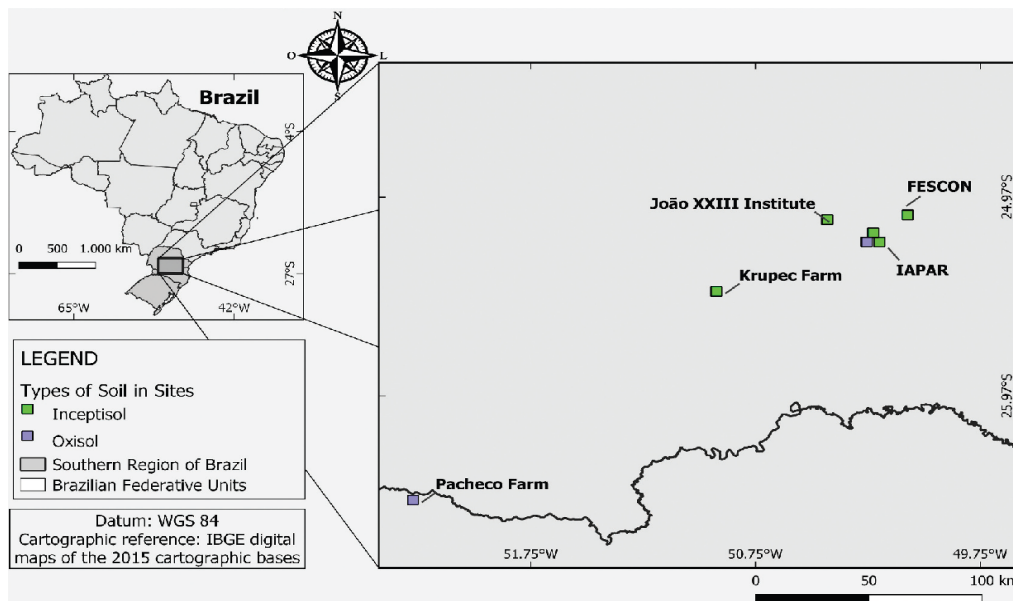 N
O
L
S
Brazil
4°S
27°S
0 500 1.000 km
65°W
42°W
LEGEND
Types of Soil in Sites
Inceptisol
Oxisol
Southern Region of Brazil
Brazilian Federative Units
Datum: WGS 84
Cartographic reference: IBGE digital
maps of the 2015 cartographic bases
FESCON
João XXIII Institute
IAPAR
Krupec Farm
Pacheco Farm
24.97°S
25.97°S
51.75°W
50.75°W
49.75°W
0 50 100 km